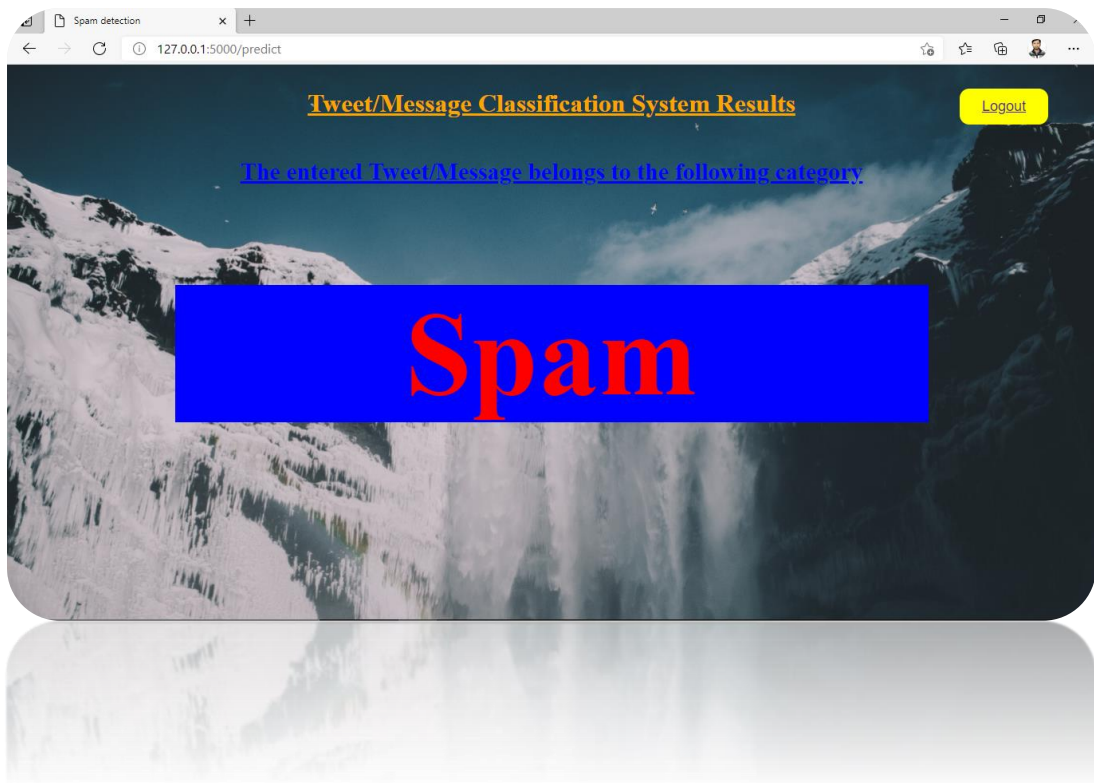 Spam detection
127.0.0.1:5000/predict
Tweet/Message Classification System Results
Logout
The entered Tweet/Message belongs to the following category
Spam